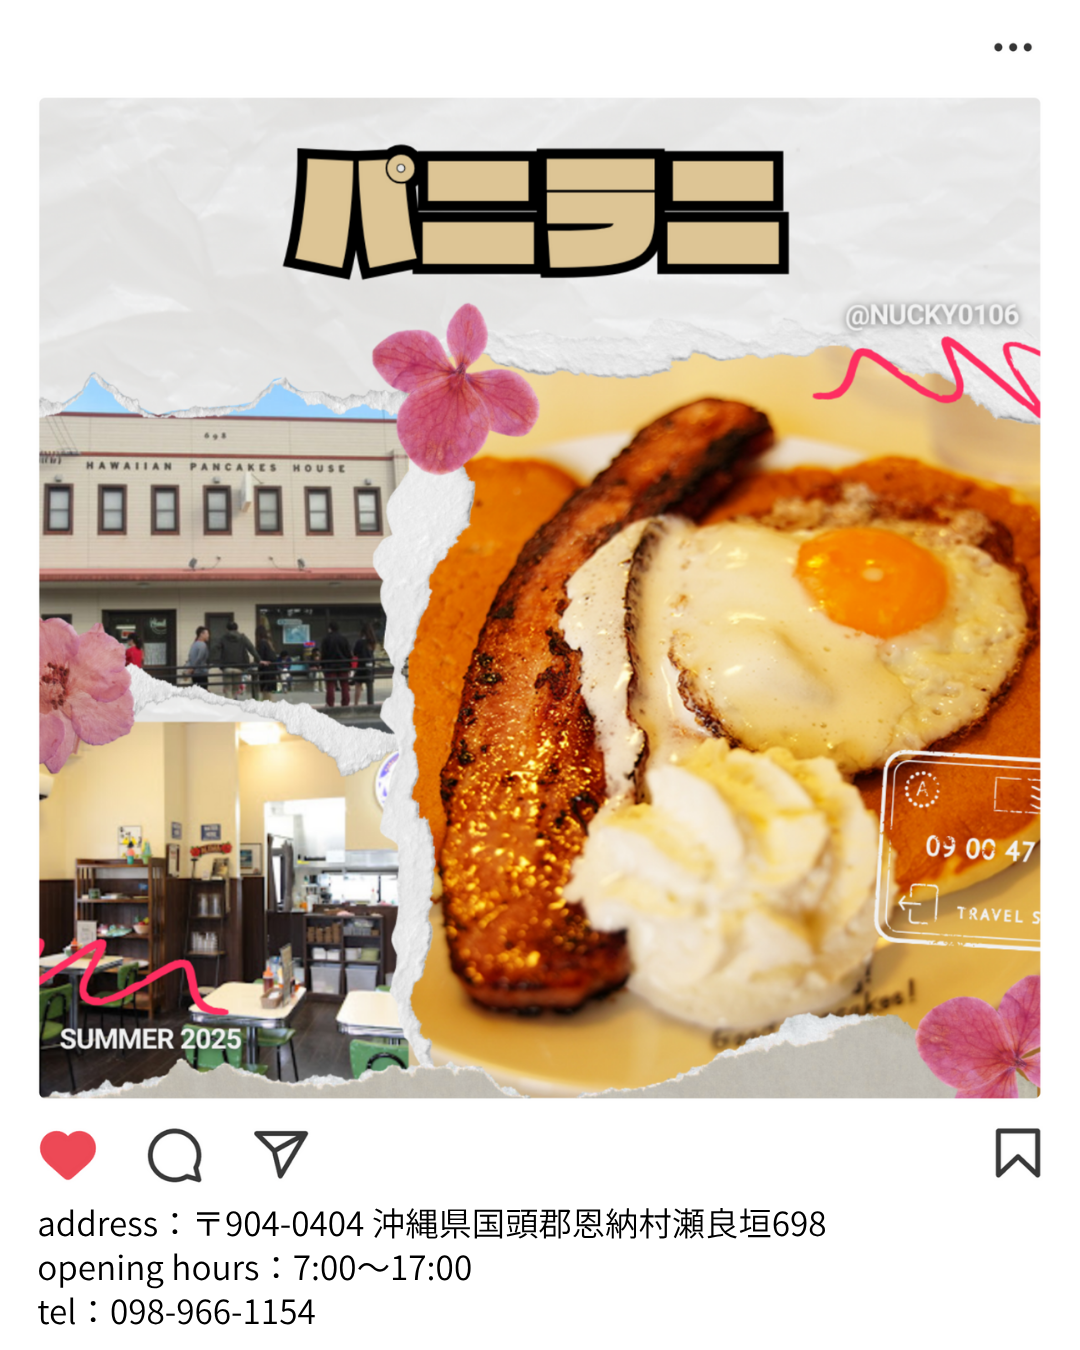 パニラニ
@NUCKY0106
698
HAWAIIAN PANCAKES HOUSE
A
09 00 47
TRAVEL S
SUMMER 2025
address：〒904-0404 沖縄県国頭郡恩納村瀬良垣698
opening hours：7:00～17:00
tel：098-966-1154